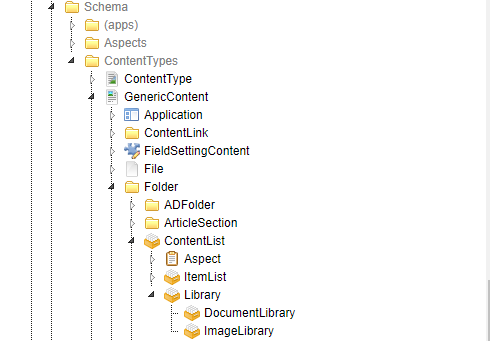 Schema
(apps)
Aspects
ContentTypes
ContentType
GenericContent
Application
ContentLink
FieldSettingContent
File
Folder
ADFolder
ArticleSection
ContentList
Aspect
ItemList
Library
DocumentLibrary
ImageLibrary